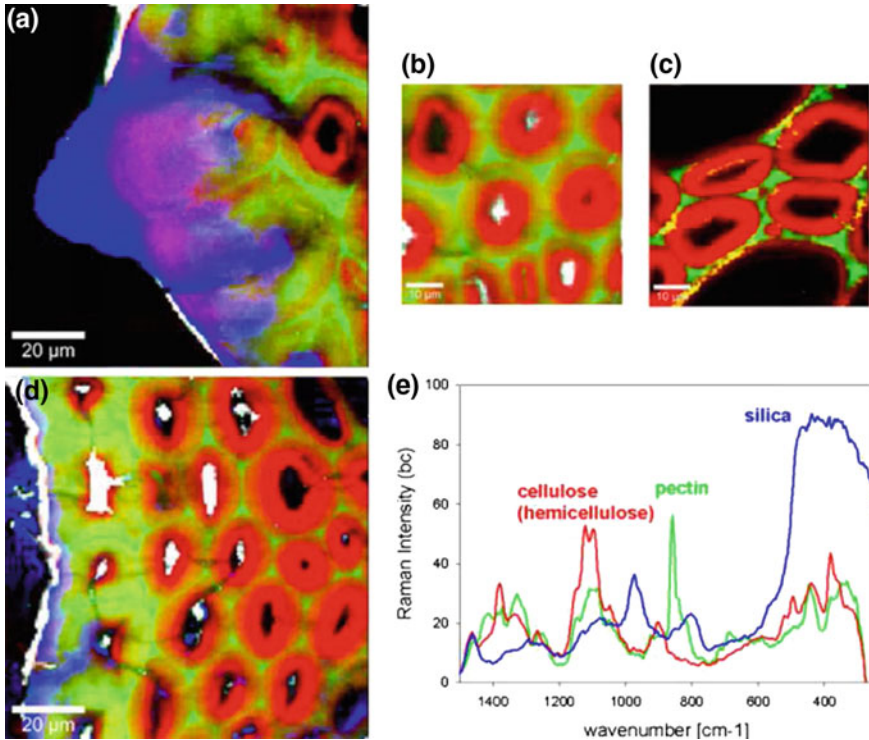 (a)
(b)
(c)
10 µm
10 µm
20 µm
(d)
(e)
20 µm
100
80
60
40
20
0
Raman Intensity (bc)
silica
cellulose
(hemicellulose)
pectin
1400 1200 1000 800 600 400
wavenumber [cm-1]